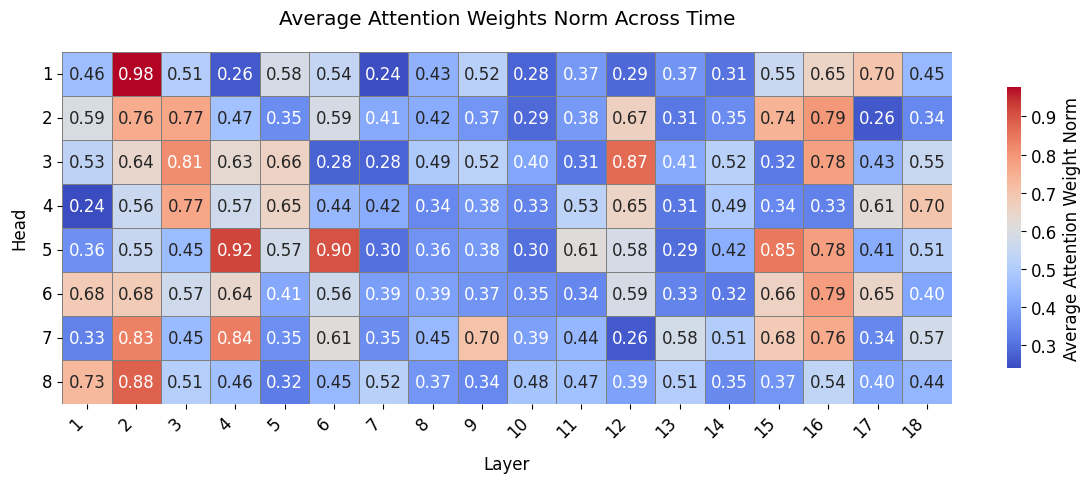 Average Attention Weights Norm Across Time
1 0.46 0.98 0.51 0.26 0.58 0.54 0.24 0.43 0.52 0.28 0.37 0.29 0.37 0.31 0.55 0.65 0.70 0.45
2 0.59 0.76 0.77 0.47 0.35 0.59 0.41 0.42 0.37 0.29 0.38 0.67 0.31 0.35 0.74 0.79 0.26 0.34
3 0.53 0.64 0.81 0.63 0.66 0.28 0.28 0.49 0.52 0.40 0.31 0.87 0.41 0.52 0.32 0.78 0.43 0.55
4 0.24 0.56 0.77 0.57 0.65 0.44 0.42 0.34 0.38 0.33 0.53 0.65 0.31 0.49 0.34 0.33 0.61 0.70
5 0.36 0.55 0.45 0.92 0.57 0.90 0.30 0.36 0.38 0.30 0.61 0.58 0.29 0.42 0.85 0.78 0.41 0.51
6 0.68 0.68 0.57 0.64 0.41 0.56 0.39 0.39 0.37 0.35 0.34 0.59 0.33 0.32 0.66 0.79 0.65 0.40
7 0.33 0.83 0.45 0.84 0.35 0.61 0.35 0.45 0.70 0.39 0.44 0.26 0.58 0.51 0.68 0.76 0.34 0.57
8 0.73 0.88 0.51 0.46 0.32 0.45 0.52 0.37 0.34 0.48 0.47 0.39 0.51 0.35 0.37 0.54 0.40 0.44
1 2 3 4 5 6 7 8 9 10 11 12 13 14 15 16 17 18
Layer
Head
0.9
0.8
0.7
0.6
0.5
0.4
0.3
Average Attention Weight Norm